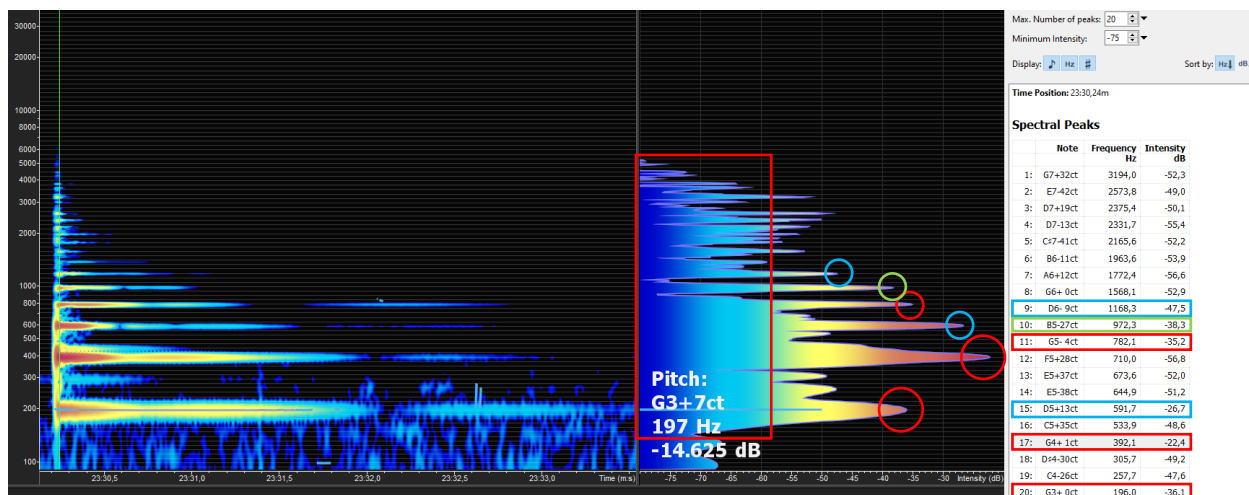 30000
20000
10000
8000
6000
5000
4000
3000
2000
1000
800
600
500
400
300
200
100
23:30,5 23:31,0 23:31,5 23:32,0 23:32,5 23:33,0 Time (m:s)
Pitch:
G3+7ct
197 Hz
-14.625 dB
-75 -70 -65 -60 -55 -50 -45 -40 -35 -30 -25 Intensity (dB)
Max. Number of peaks: 20
Minimum Intensity: -75
Display: ♪ Hz # Sort by: Hz↓ dB
Time Position: 23:30,24m
Spectral Peaks
Note Frequency Hz Intensity dB
1: G7+32ct 3194,0 -52,3
2: E7-42ct 2573,8 -49,0
3: D7+19ct 2375,4 -50,1
4: D7-13ct 2331,7 -55,4
5: C#7-41ct 2165,6 -52,2
6: B6-11ct 1963,6 -53,9
7: A6+12ct 1772,4 -56,6
8: G6+ 0ct 1568,1 -52,9
9: D6- 9ct 1168,3 -47,5
10: B5-27ct 972,3 -38,3
11: G5- 4ct 782,1 -35,2
12: F5+28ct 710,0 -56,8
13: E5+37ct 673,6 -52,0
14: E5-38ct 644,9 -51,2
15: D5+13ct 591,7 -26,7
16: C5+35ct 533,9 -48,6
17: G4+ 1ct 392,1 -22,4
18: D#4-30ct 305,7 -49,2
19: C4-26ct 257,7 -47,6
20: G3+ 0ct 196,0 -36,1